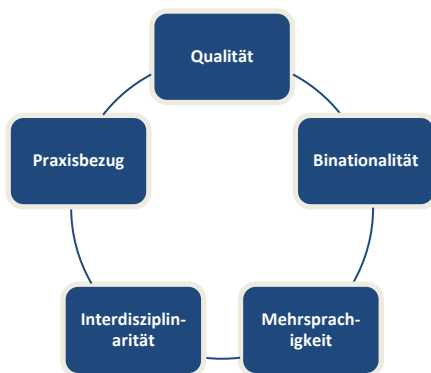 Qualität
Praxisbezug
Binationalität
Interdisziplin-
arität
Mehrsprach-
igkeit